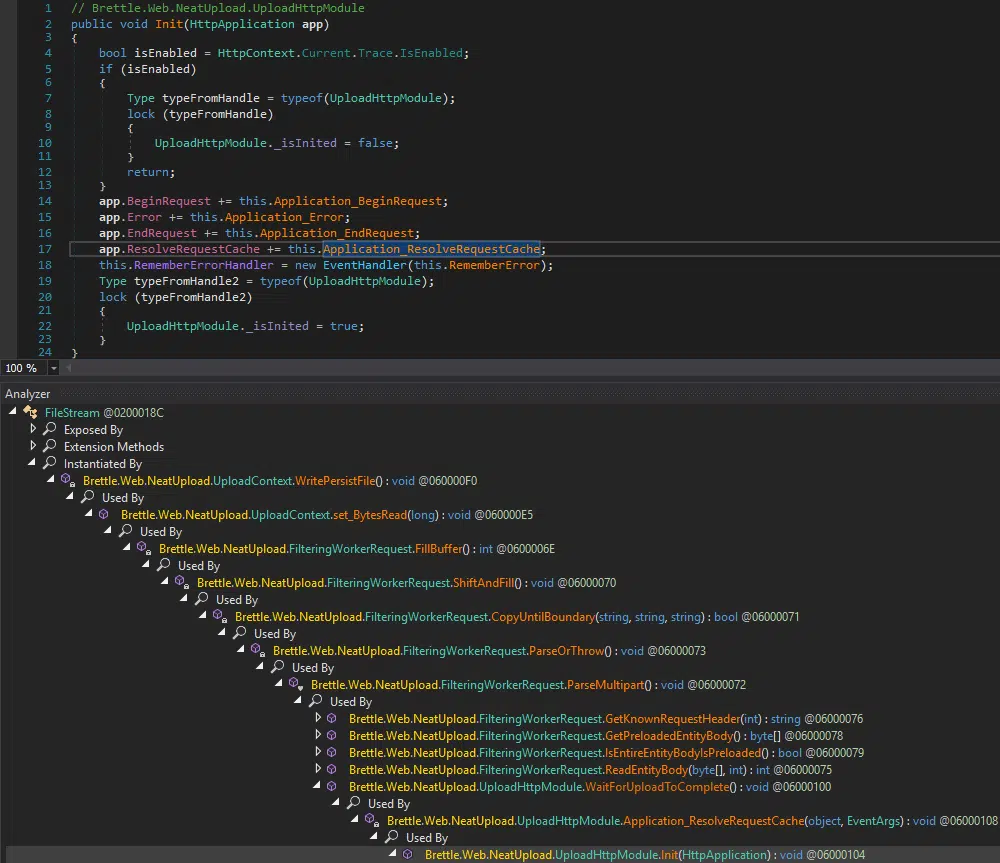 1 // Brettle.Web.NeatUpload.UploadHttpModule
2 public void Init(HttpApplication app)
3 {
4 bool isEnabled = HttpContext.Current.Trace.IsEnabled;
5 if (isEnabled)
6 {
7 Type typeFromHandle = typeof(UploadHttpModule);
8 lock (typeFromHandle)
9 {
10 UploadHttpModule._isInited = false;
11 }
12 return;
13 }
14 app.BeginRequest += this.Application_BeginRequest;
15 app.Error += this.Application_Error;
16 app.EndRequest += this.Application_EndRequest;
17 app.ResolveRequestCache += this.Application_ResolveRequestCache;
18 this.RememberErrorHandler = new EventHandler(this.RememberError);
19 Type typeFromHandle2 = typeof(UploadHttpModule);
20 lock (typeFromHandle2)
21 {
22 UploadHttpModule._isInited = true;
23 }
24 }
100 %
Analyzer
FileStream @0200018C
Exposed By
Extension Methods
Instantiated By
Brettle.Web.NeatUpload.UploadContext.WritePersistFile() : void @060000F0
Used By
Brettle.Web.NeatUpload.UploadContext.set_BytesRead(long) : void @060000E5
Used By
Brettle.Web.NeatUpload.FilteringWorkerRequest.FillBuffer() : int @0600006E
Used By
Brettle.Web.NeatUpload.FilteringWorkerRequest.ShiftAndFill() : void @06000070
Used By
Brettle.Web.NeatUpload.FilteringWorkerRequest.CopyUntilBoundary(string, string, string) : bool @06000071
Used By
Brettle.Web.NeatUpload.FilteringWorkerRequest.ParseOrThrow() : void @06000073
Used By
Brettle.Web.NeatUpload.FilteringWorkerRequest.ParseMultipart() : void @06000072
Used By
Brettle.Web.NeatUpload.FilteringWorkerRequest.GetKnownRequestHeader(int) : string @06000076
Brettle.Web.NeatUpload.FilteringWorkerRequest.GetPreloadedEntityBody() : byte[] @06000078
Brettle.Web.NeatUpload.FilteringWorkerRequest.IsEntireEntityBodyIsPreloaded() : bool @06000079
Brettle.Web.NeatUpload.FilteringWorkerRequest.ReadEntityBody(byte[], int) : int @06000075
Brettle.Web.NeatUpload.UploadHttpModule.WaitForUploadToComplete() : void @06000100
Used By
Brettle.Web.NeatUpload.UploadHttpModule.Application_ResolveRequestCache(object, EventArgs) : void @06000108
Used By
Brettle.Web.NeatUpload.UploadHttpModule.Init(HttpApplication) : void @06000104